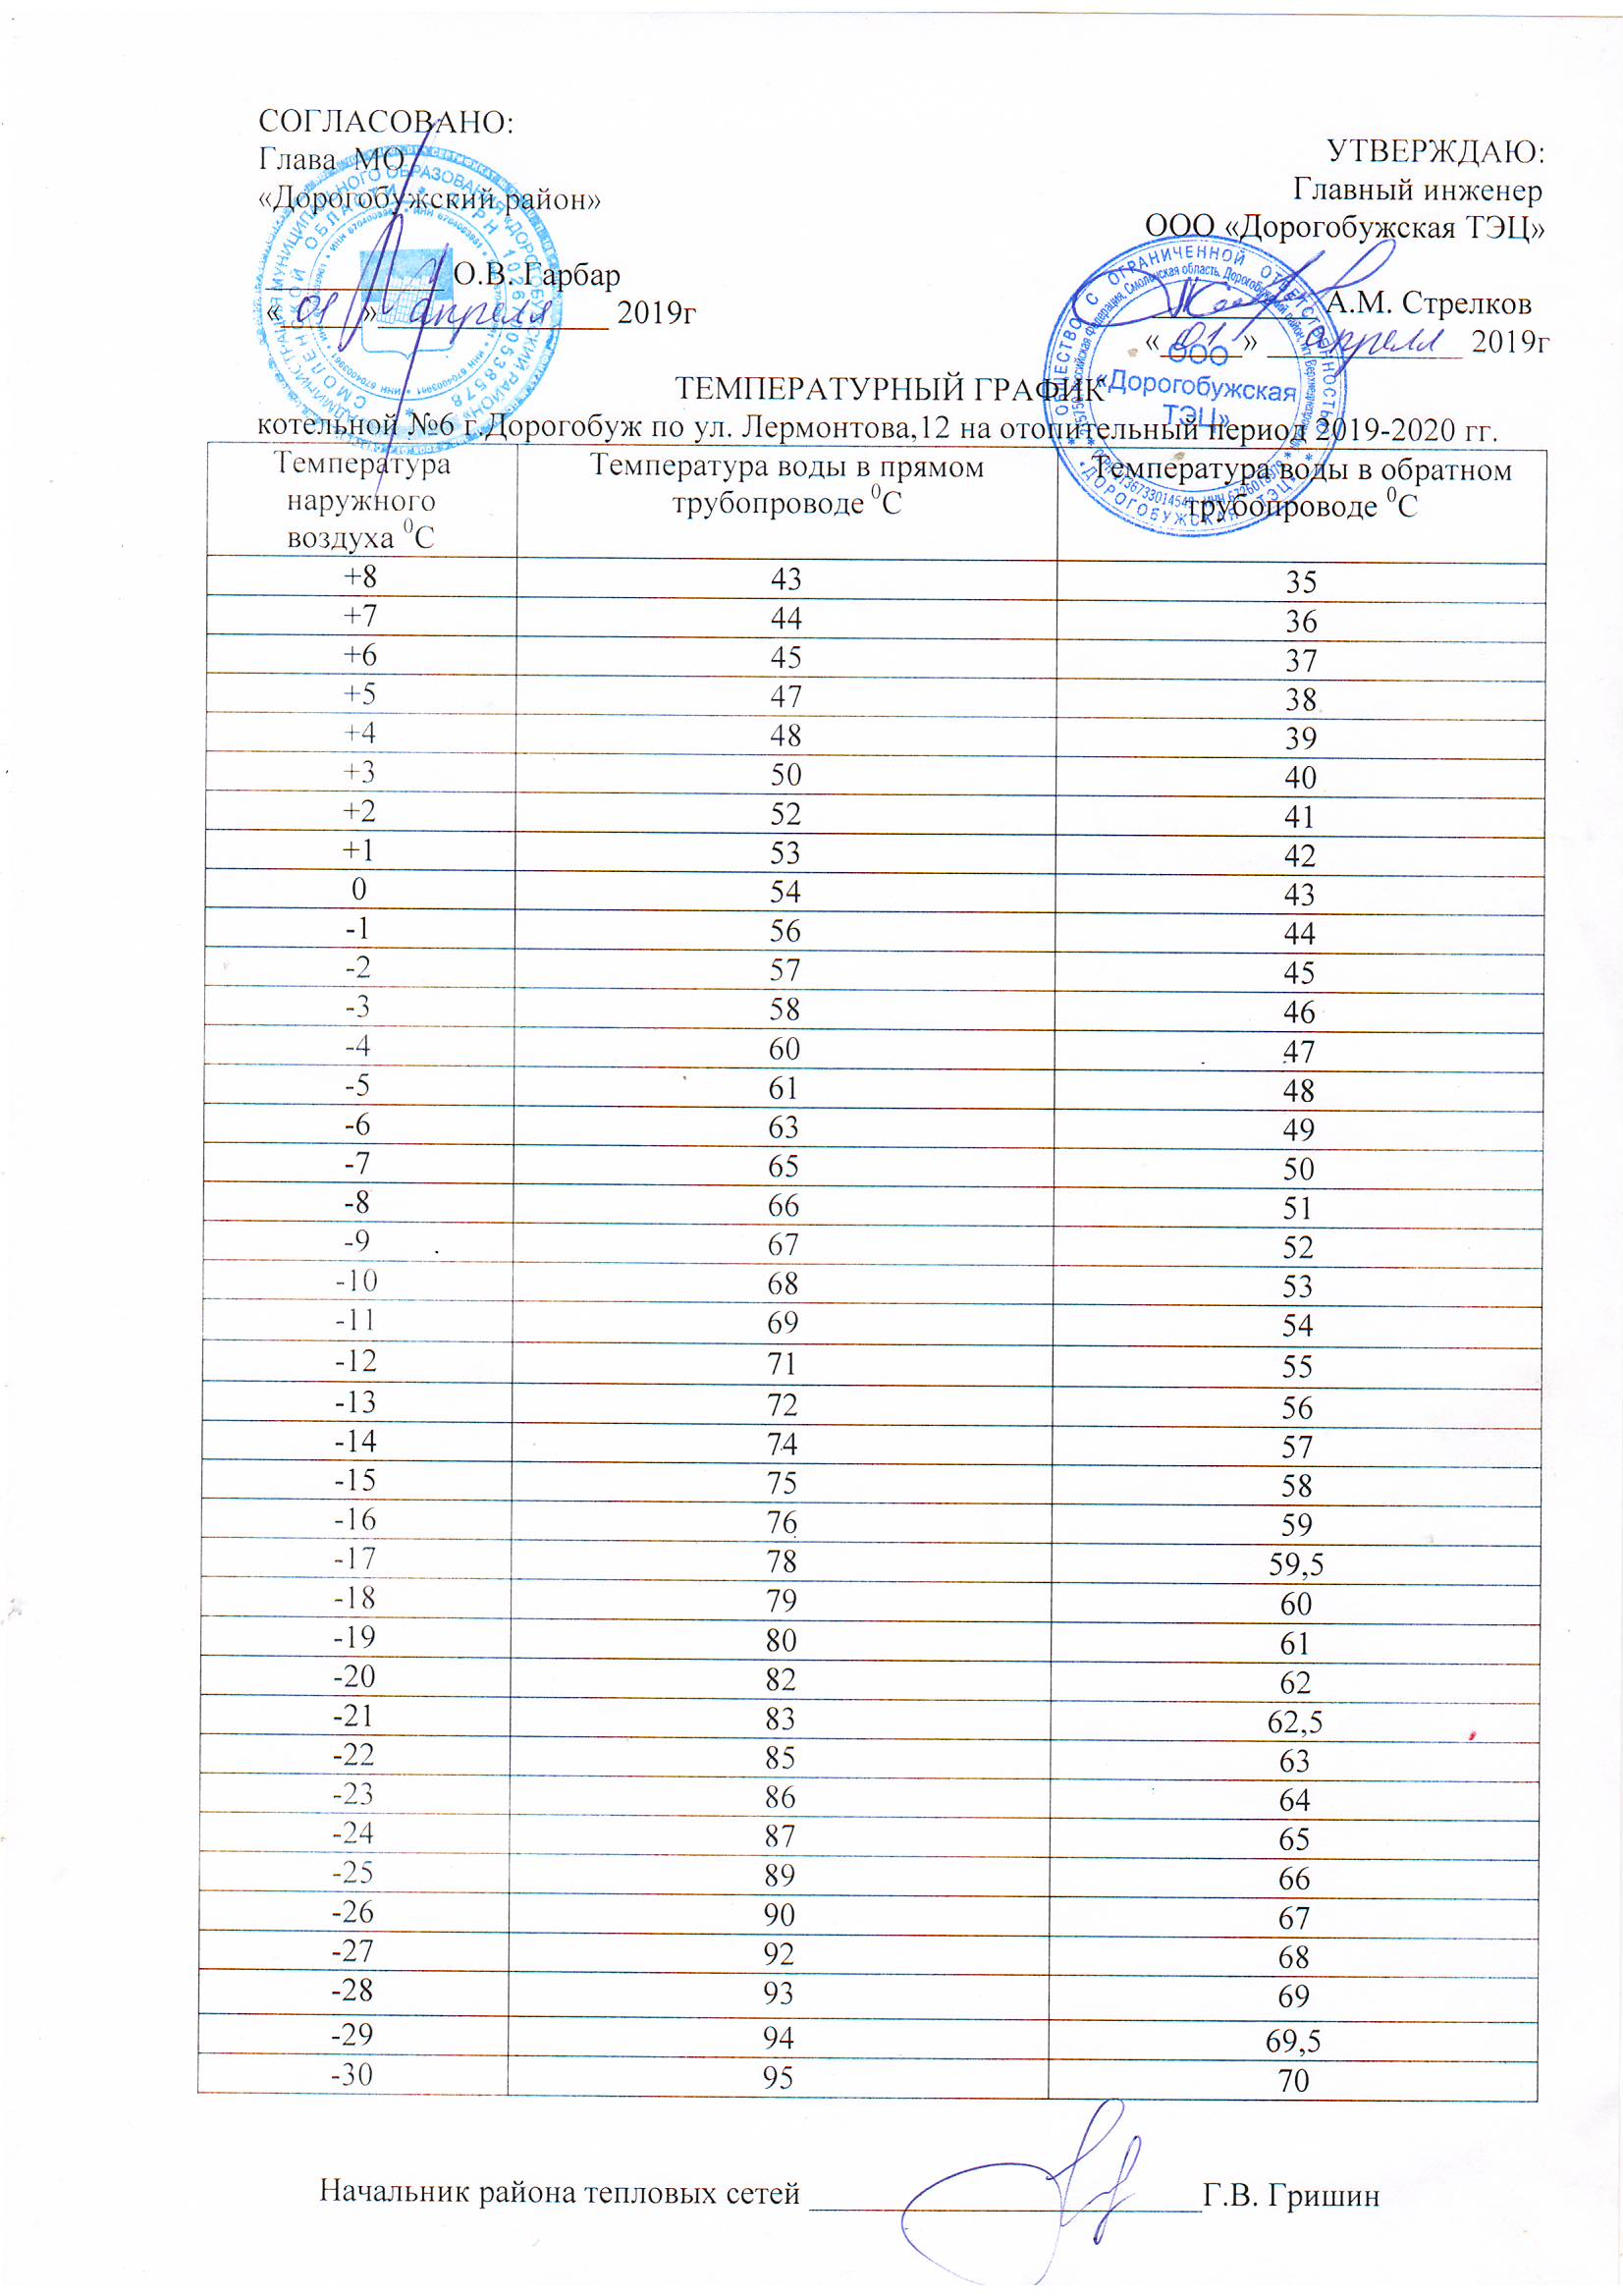 СОГЛАСОВАНО:
Глава МО
«Дорогобужский район»
О.В. Гарбар
«01» апреля 2019г
УТВЕРЖДАЮ:
Главный инженер
ООО «Дорогобужская ТЭЦ»
А.М. Стрелков
«01» апреля 2019г
ООО
«Дорогобужская
ТЭЦ»
ТЕМПЕРАТУРНЫЙ ГРАФИК
котельной №6 г.Дорогобуж по ул. Лермонтова,12 на отопительный период 2019-2020 гг.
Температура наружного воздуха ⁰С Температура воды в прямом трубопроводе ⁰С Температура воды в обратном трубопроводе ⁰С
+8 43 35
+7 44 36
+6 45 37
+5 47 38
+4 48 39
+3 50 40
+2 52 41
+1 53 42
0 54 43
-1 56 44
-2 57 45
-3 58 46
-4 60 47
-5 61 48
-6 63 49
-7 65 50
-8 66 51
-9 67 52
-10 68 53
-11 69 54
-12 71 55
-13 72 56
-14 74 57
-15 75 58
-16 76 59
-17 78 59,5
-18 79 60
-19 80 61
-20 82 62
-21 83 62,5
-22 85 63
-23 86 64
-24 87 65
-25 89 66
-26 90 67
-27 92 68
-28 93 69
-29 94 69,5
-30 95 70
Начальник района тепловых сетей Г.В. Гришин